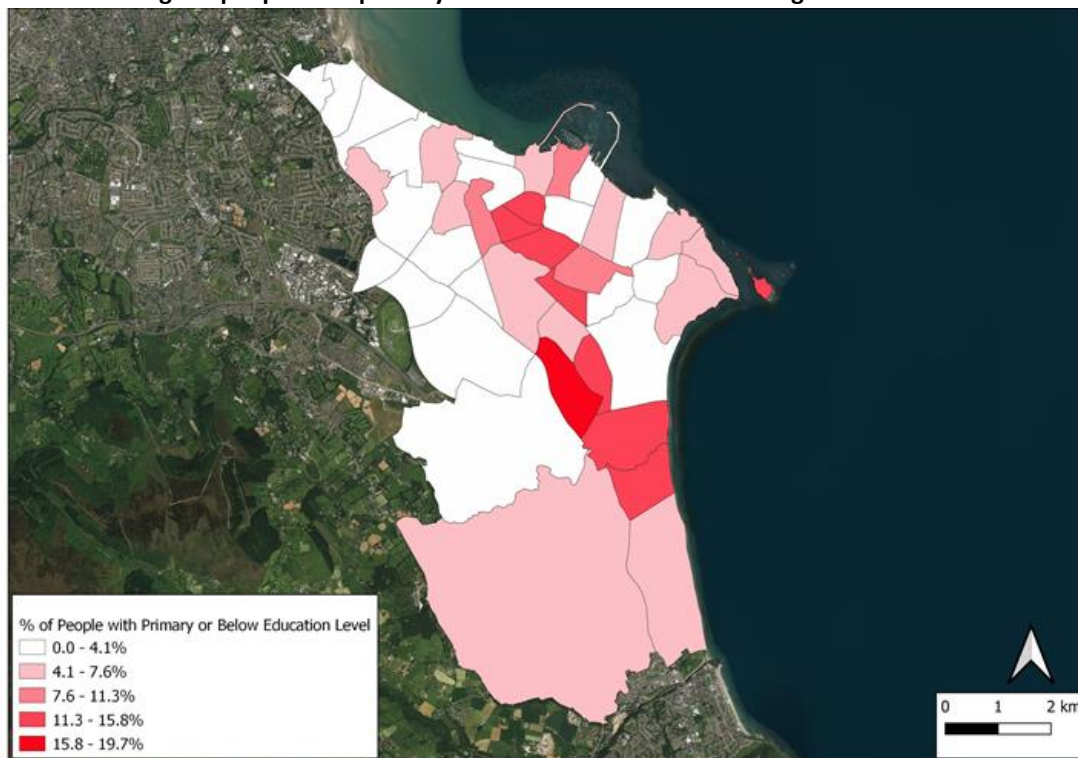 % of People with Primary or Below Education Level
0.0 - 4.1%
4.1 - 7.6%
7.6 - 11.3%
11.3 - 15.8%
15.8 - 19.7%
0 1 2 km